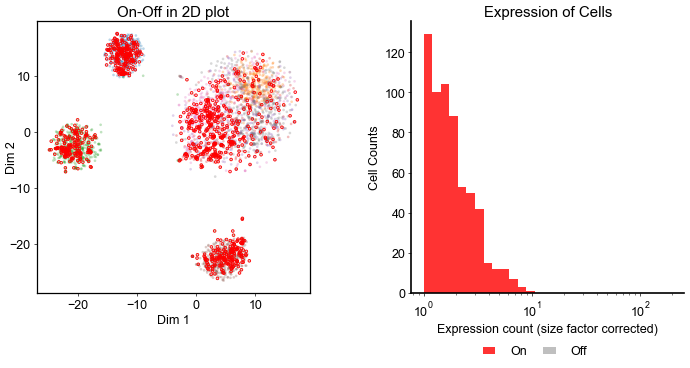 On-Off in 2D plot
Dim 2
10
0
−10
−20
−20 −10 0 10
Dim 1
Expression of Cells
Cell Counts
120
100
80
60
40
20
0
10^0 10^1 10^2
Expression count (size factor corrected)
On Off